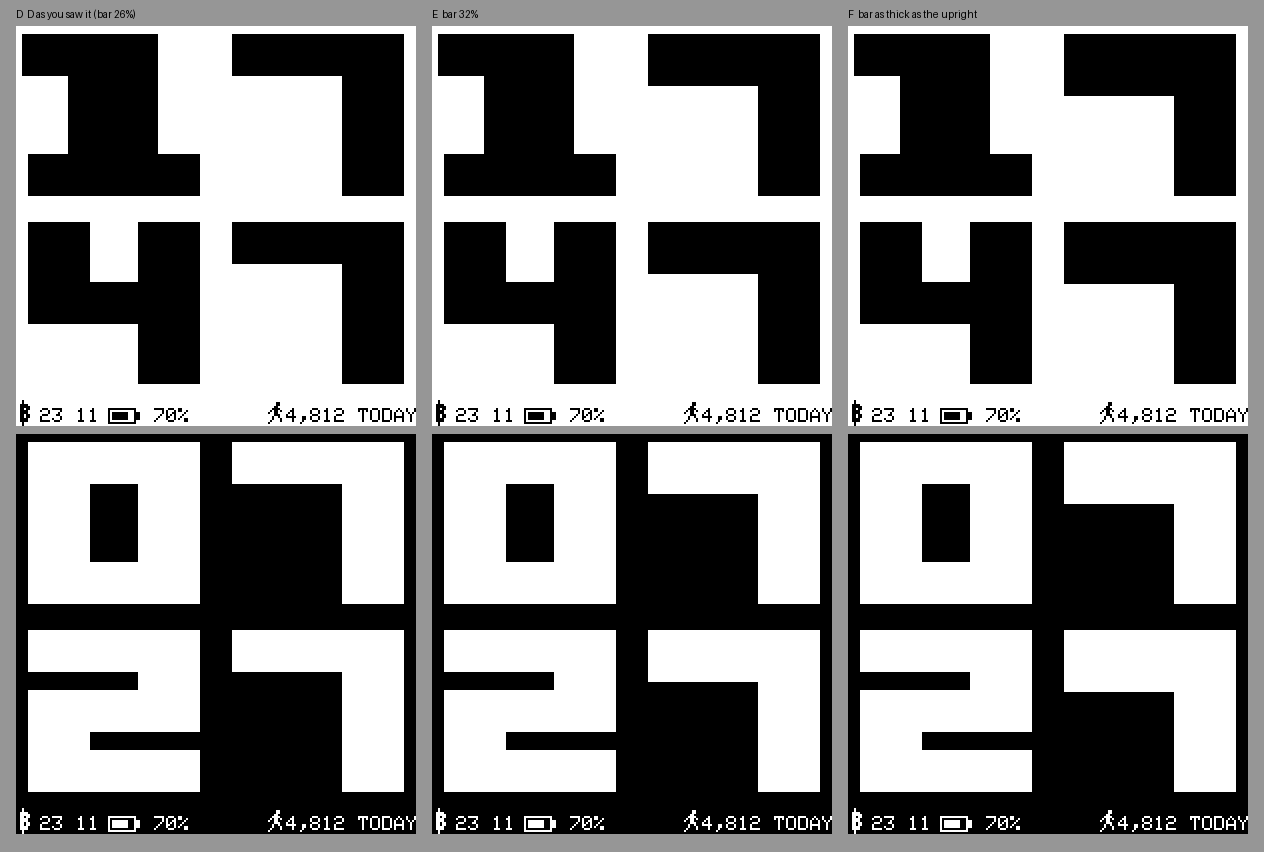 D Das you saw it (bar 26%)
E bar 32%
F bar as thick as the upright
17
47
17
47
17
47
23 11 70% 4,812 TODAY
23 11 70% 4,812 TODAY
23 11 70% 4,812 TODAY
07
27
07
27
07
27
23 11 70% 4,812 TODAY
23 11 70% 4,812 TODAY
23 11 70% 4,812 TODAY